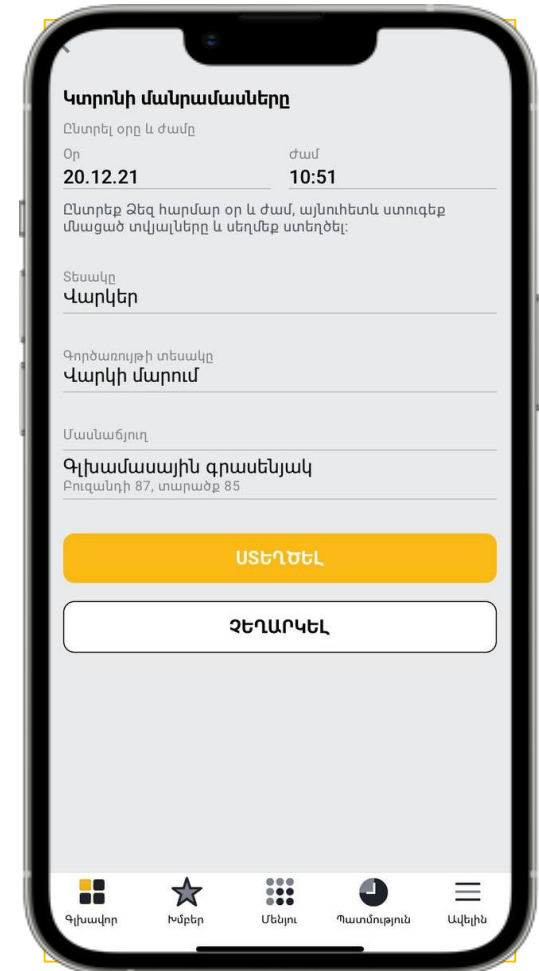 Կտրոնի մանրամասները
Ընտրել օրը և ժամը
Օր Ժամ
20.12.21 10:51
Ընտրեք Ձեզ հարմար օր և ժամ, այնուհետև ստուգեք
մնացած տվյալները և սեղմեք ստեղծել:
Տեսակը
Վարկեր
Գործառույթի տեսակը
Վարկի մարում
Մասնաճյուղ
Գլխամասային գրասենյակ
Բուզանդի 87, տարածք 85
ՍՏԵՂԾԵԼ
ՉԵՂԱՐԿԵԼ
Գլխավոր Խմբեր Մենյու Պատմություն Ավելին